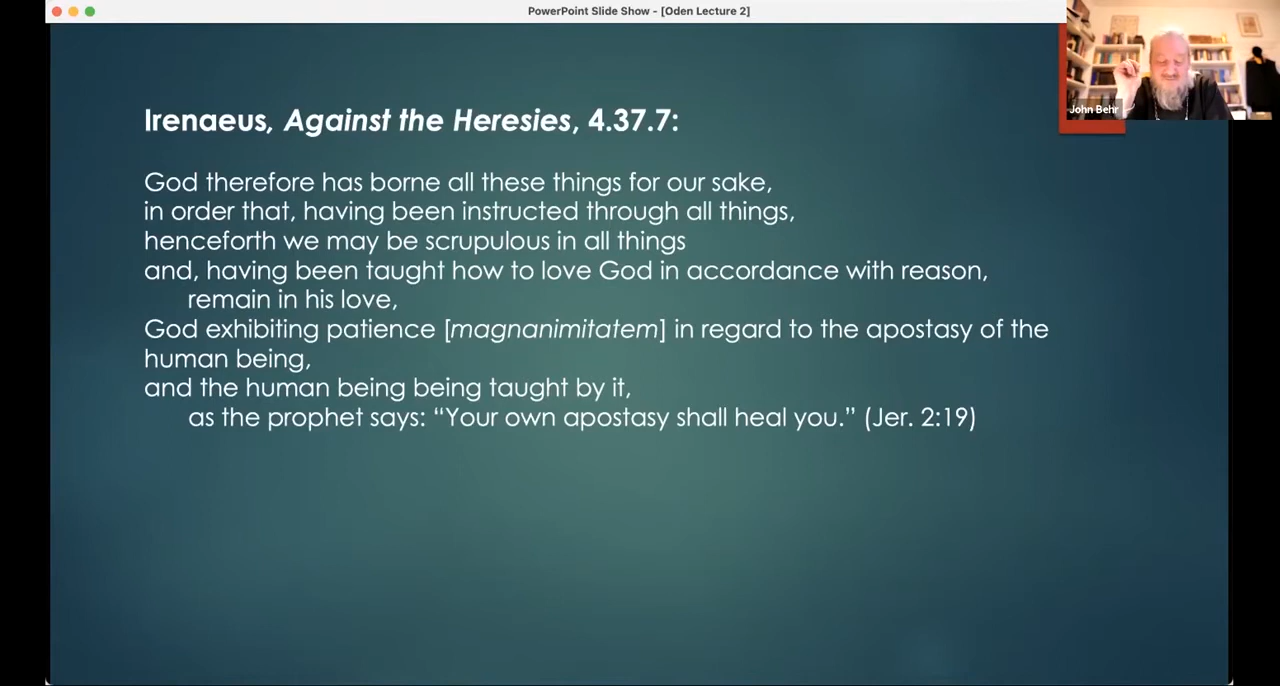 PowerPoint Slide Show - [Oden Lecture 2]
John Behr
Irenaeus, Against the Heresies, 4.37.7:
God therefore has borne all these things for our sake,
in order that, having been instructed through all things,
henceforth we may be scrupulous in all things
and, having been taught how to love God in accordance with reason,
remain in his love,
God exhibiting patience [magnanimitatem] in regard to the apostasy of the
human being,
and the human being being taught by it,
as the prophet says: “Your own apostasy shall heal you.” (Jer. 2:19)